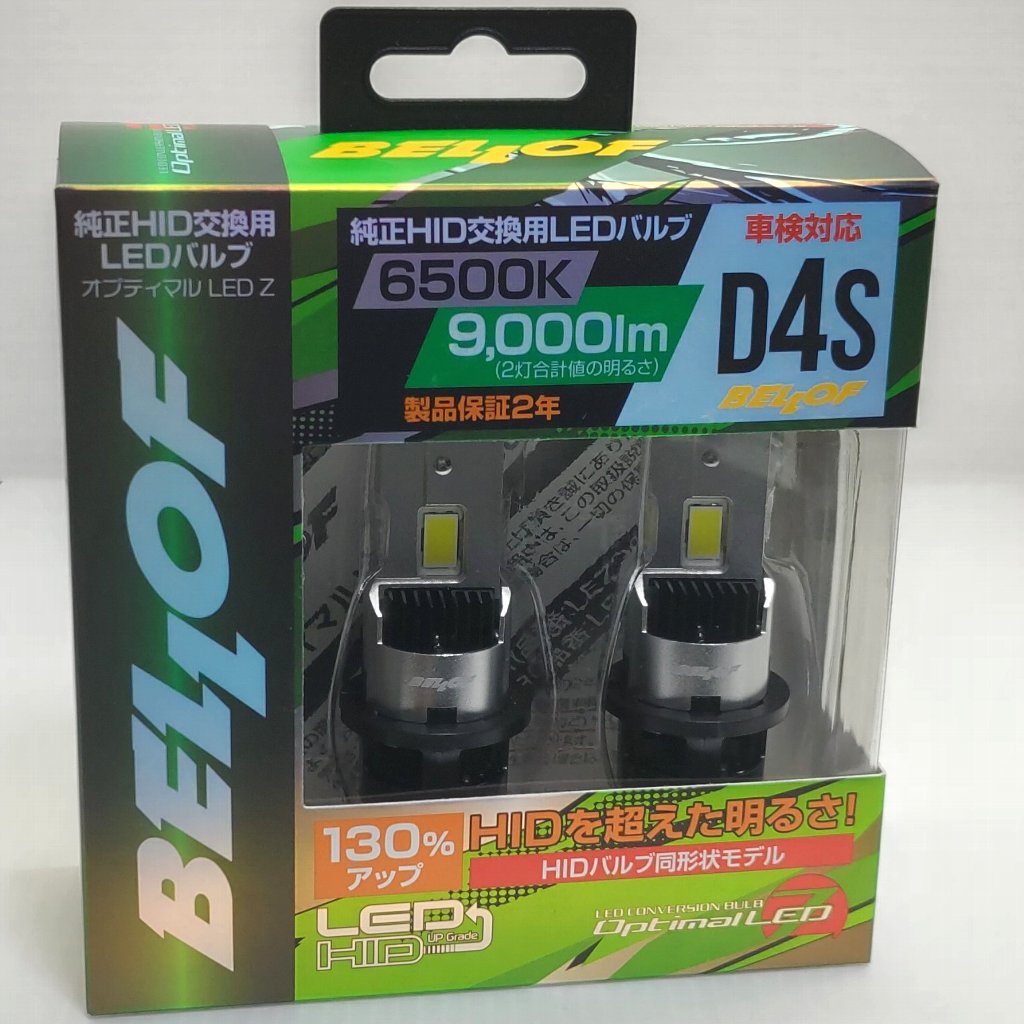 LED CONVERSION BULB
Optimal LED
BELLOF
純正HID交換用
LEDバルブ
オプティマル LED Z
BELLOF
純正HID交換用LEDバルブ
6500K
9,000lm
(2灯合計値の明るさ)
製品保証2年
車検対応
D4S
BELLOF
BELLOF
BELLOF
130%
アップ
HIDを超えた明るさ!
HIDバルブ同形状モデル
LED
HID
UP Grade
LED CONVERSION BULB
Optimal LED
Z